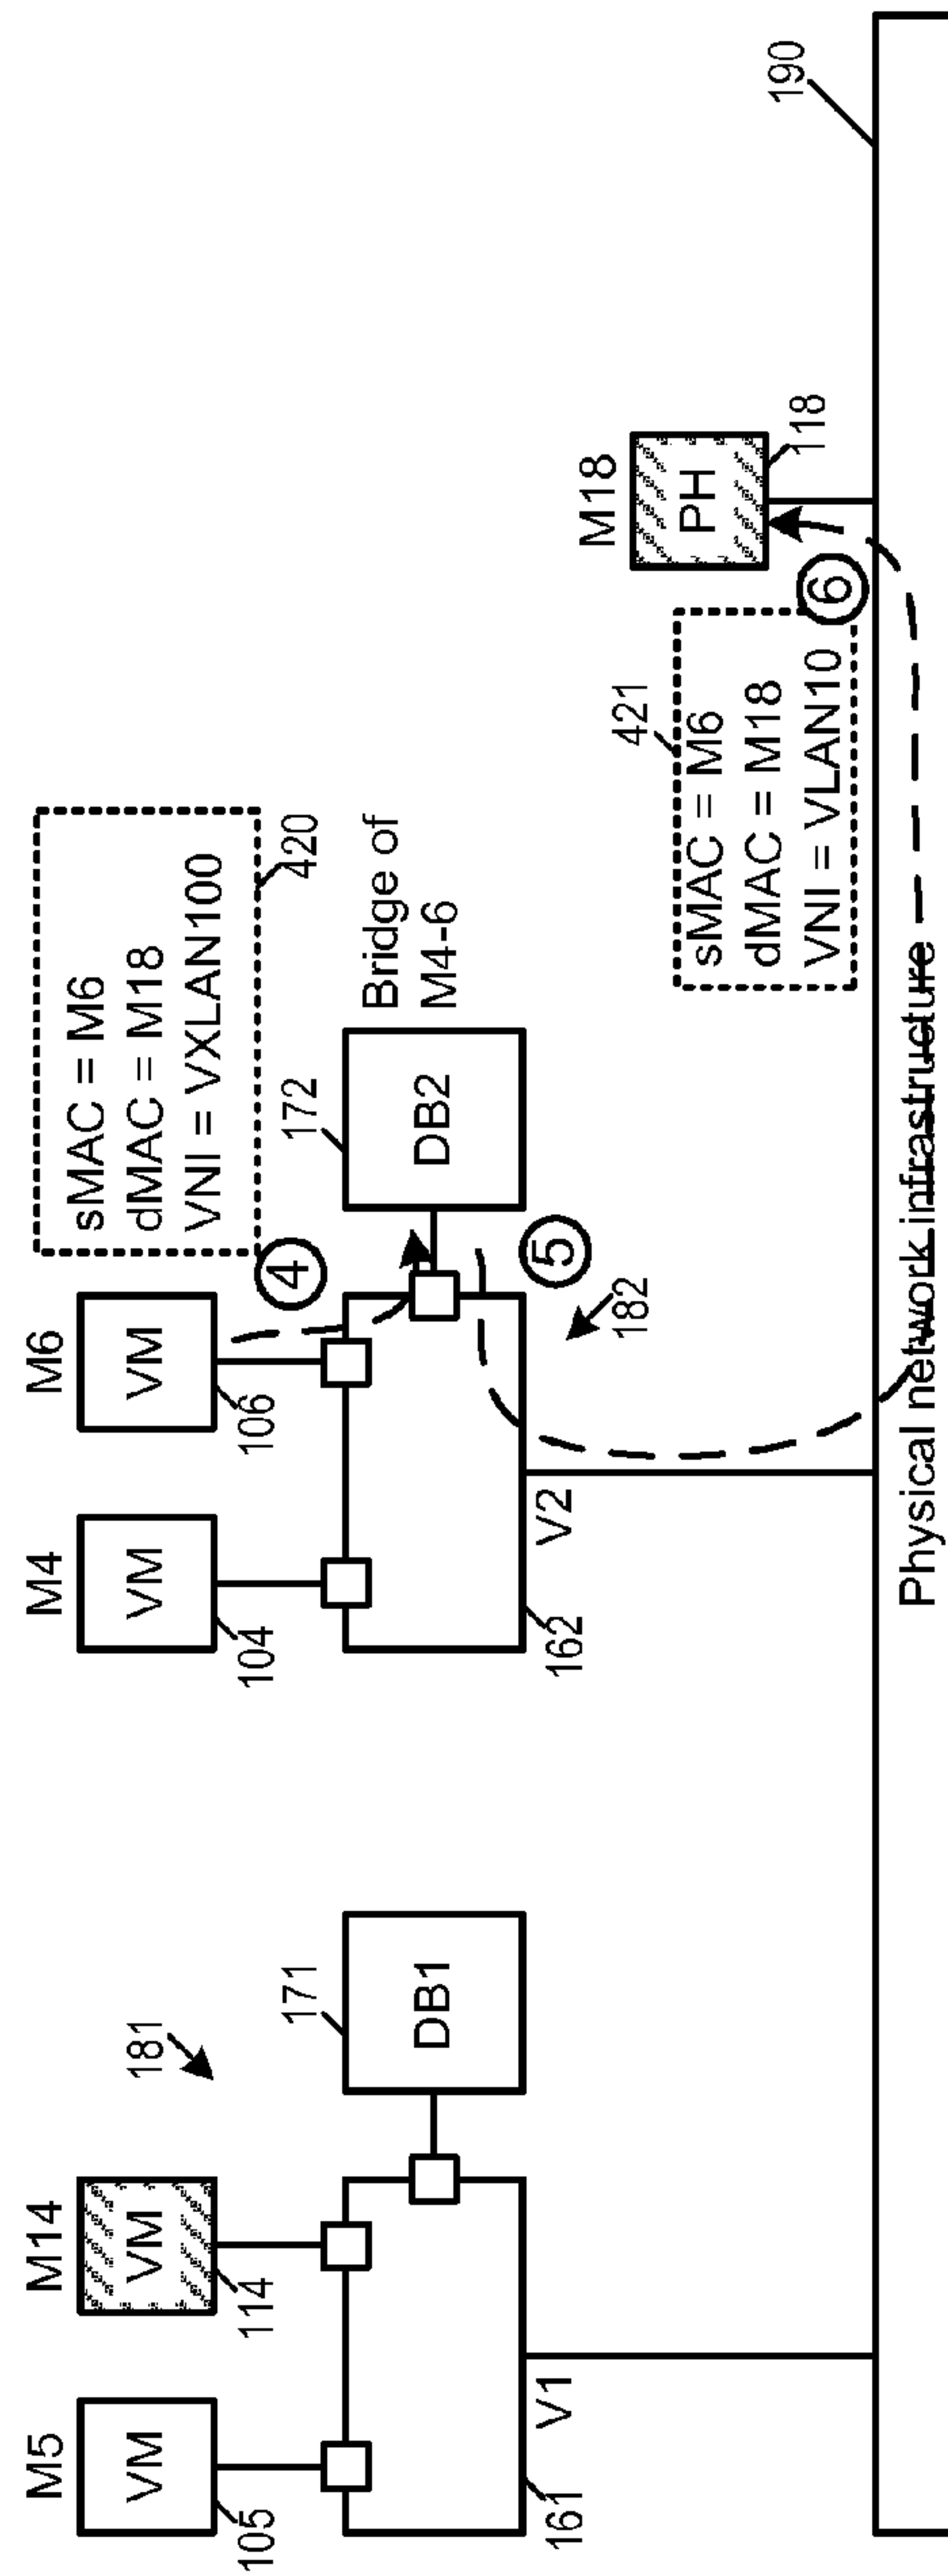 M5
VM
105
M14
VM
114
181
171
DB1
V1
161
M4
VM
104
M6
VM
106
4
sMAC = M6
dMAC = M18
VNI = VXLAN100
420
172
DB2
Bridge of
M4-6
5
182
V2
162
421
sMAC = M6
dMAC = M18
VNI = VLAN10
6
M18
PH
118
190
Physical network infrastructure